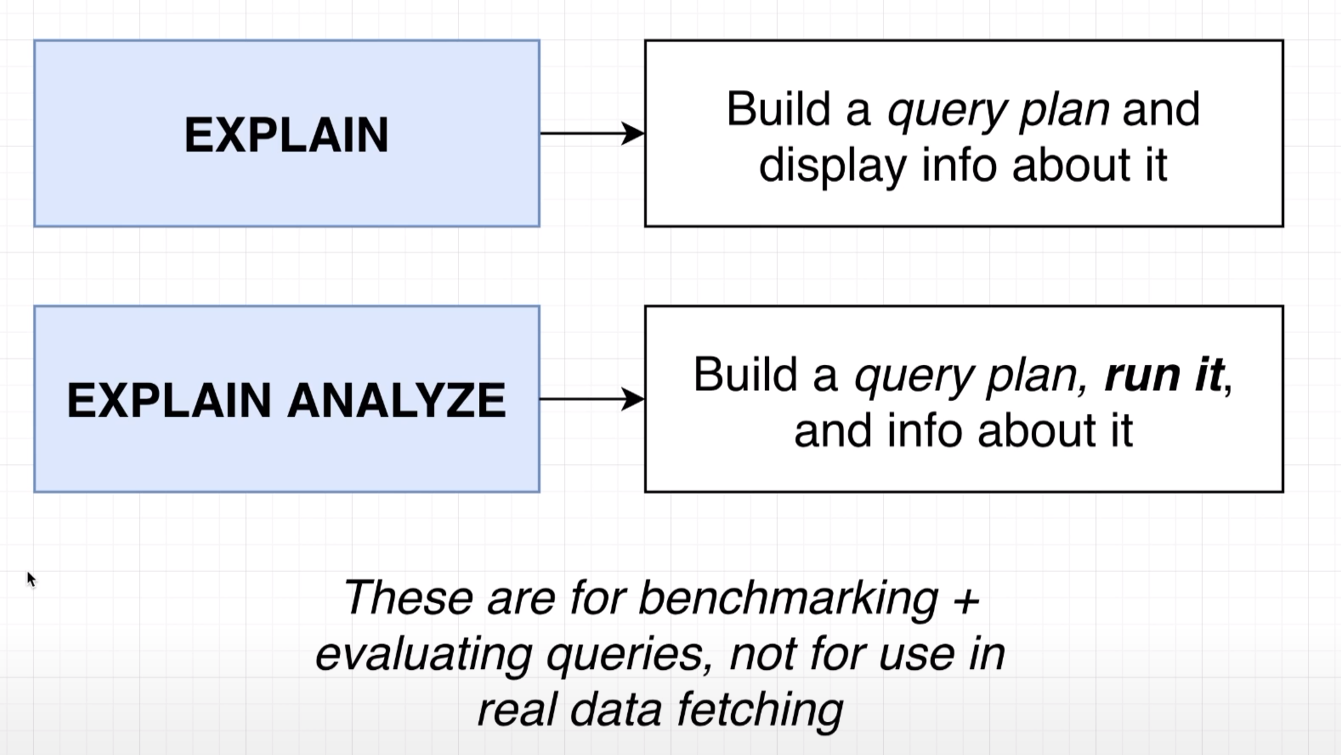 EXPLAIN
Build a query plan and
display info about it
EXPLAIN ANALYZE
Build a query plan, run it,
and info about it
These are for benchmarking +
evaluating queries, not for use in
real data fetching